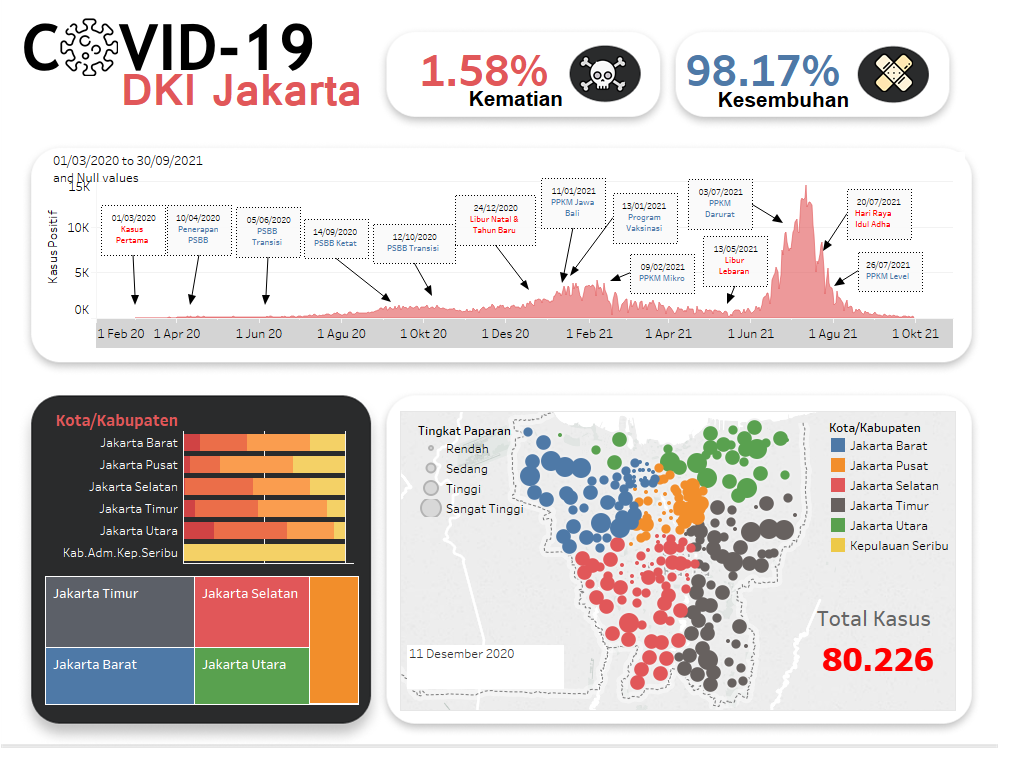 COVID-19
DKI Jakarta
1.58%
Kematian
98.17%
Kesembuhan
01/03/2020 to 30/09/2021
and Null values
Kasus Positif
15K
10K
5K
0K
01/03/2020
Kasus
Pertama
10/04/2020
Penerapan
PSBB
05/06/2020
PSBB
Transisi
14/09/2020
PSBB Ketat
12/10/2020
PSBB Transisi
24/12/2020
Libur Natal &
Tahun Baru
11/01/2021
PPKM Jawa
Bali
13/01/2021
Program
Vaksinasi
09/02/2021
PPKM Mikro
03/07/2021
PPKM
Darurat
13/05/2021
Libur
Lebaran
20/07/2021
Hari Raya
Idul Adha
26/07/2021
PPKM Level
1 Feb 20
1 Apr 20
1 Jun 20
1 Agu 20
1 Okt 20
1 Des 20
1 Feb 21
1 Apr 21
1 Jun 21
1 Agu 21
1 Okt 21
Kota/Kabupaten
Jakarta Barat
Jakarta Pusat
Jakarta Selatan
Jakarta Timur
Jakarta Utara
Kab.Adm.Kep.Seribu
Jakarta Timur
Jakarta Selatan
Jakarta Barat
Jakarta Utara
Tingkat Paparan
Rendah
Sedang
Tinggi
Sangat Tinggi
Kota/Kabupaten
Jakarta Barat
Jakarta Pusat
Jakarta Selatan
Jakarta Timur
Jakarta Utara
Kepulauan Seribu
11 Desember 2020
Total Kasus
80.226